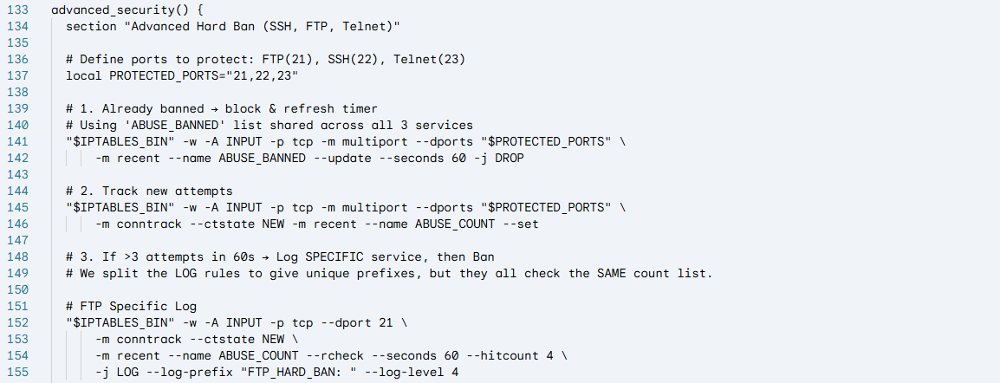 133 advanced_security() {
134 section "Advanced Hard Ban (SSH, FTP, Telnet)"
135
136 # Define ports to protect: FTP(21), SSH(22), Telnet(23)
137 local PROTECTED_PORTS="21,22,23"
138
139 # 1. Already banned → block & refresh timer
140 # Using 'ABUSE_BANNED' list shared across all 3 services
141 "$IPTABLES_BIN" -w -A INPUT -p tcp -m multiport --dports "$PROTECTED_PORTS" \
142 -m recent --name ABUSE_BANNED --update --seconds 60 -j DROP
143
144 # 2. Track new attempts
145 "$IPTABLES_BIN" -w -A INPUT -p tcp -m multiport --dports "$PROTECTED_PORTS" \
146 -m conntrack --ctstate NEW -m recent --name ABUSE_COUNT --set
147
148 # 3. If >3 attempts in 60s → Log SPECIFIC service, then Ban
149 # We split the LOG rules to give unique prefixes, but they all check the SAME count list.
150
151 # FTP Specific Log
152 "$IPTABLES_BIN" -w -A INPUT -p tcp --dport 21 \
153 -m conntrack --ctstate NEW \
154 -m recent --name ABUSE_COUNT --rcheck --seconds 60 --hitcount 4 \
155 -j LOG --log-prefix "FTP_HARD_BAN: " --log-level 4